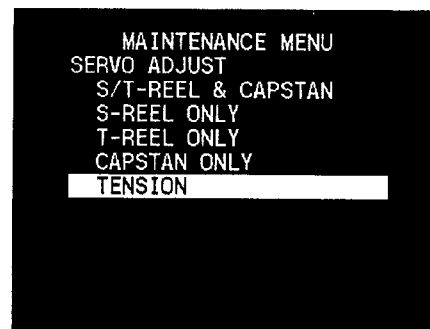 MAINTENANCE MENU
SERVO ADJUST
S/T-REEL & CAPSTAN
S-REEL ONLY
T-REEL ONLY
CAPSTAN ONLY
TENSION